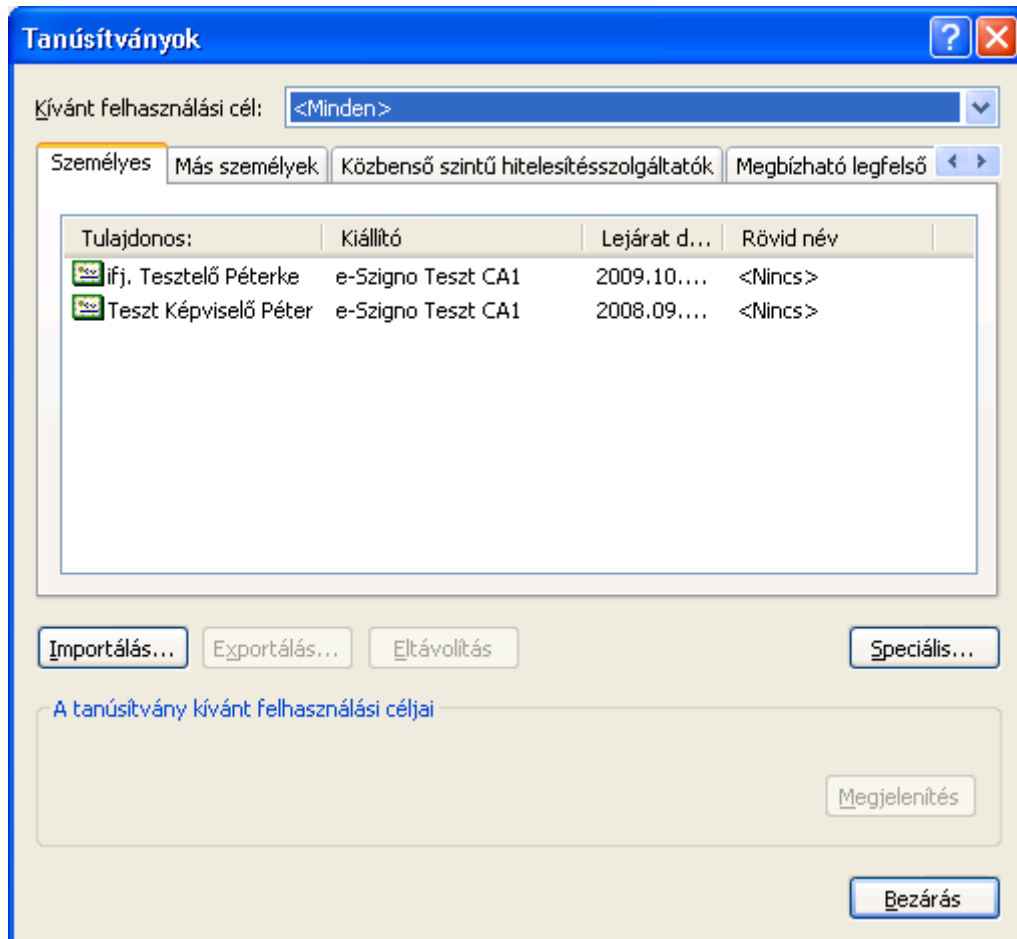 Tanúsítványok
Kívánt felhasználási cél: <Minden>
Személyes Más személyek Közbenső szintű hitelesítésszolgáltatók Megbízható legfelső
Tulajdonos: Kiállító Lejárat d... Rövid név
ifj. Tesztelő Péterke e-Szigno Teszt CA1 2009.10.... <Nincs>
Teszt Képviselő Péter e-Szigno Teszt CA1 2008.09.... <Nincs>
Importálás... Exportálás... Eltávolítás Speciális...
A tanúsítvány kívánt felhasználási céljai
Megjelenítés
Bezárás